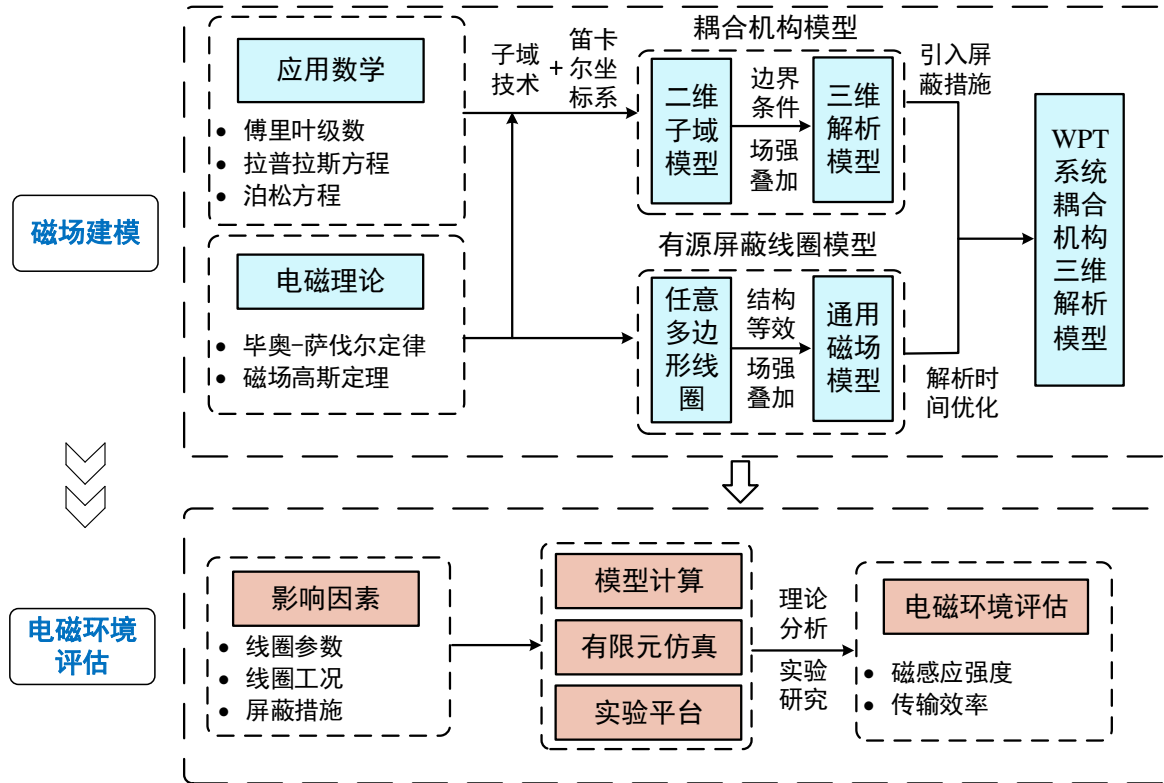 磁场建模
应用数学
• 傅里叶级数
• 拉普拉斯方程
• 泊松方程
电磁理论
• 毕奥-萨伐尔定律
• 磁场高斯定理
子域
技术
+
笛卡
尔坐
标系
耦合机构模型
二维
子域
模型
边界
条件
场强
叠加
三维
解析
模型
引入屏
蔽措施
有源屏蔽线圈模型
任意
多边
形线
圈
结构
等效
场强
叠加
通用
磁场
模型
解析时
间优化
WPT
系统
耦合
机构
三维
解析
模型
电磁环境
评估
影响因素
• 线圈参数
• 线圈工况
• 屏蔽措施
模型计算
有限元仿真
实验平台
理论
分析
实验
研究
电磁环境评估
• 磁感应强度
• 传输效率